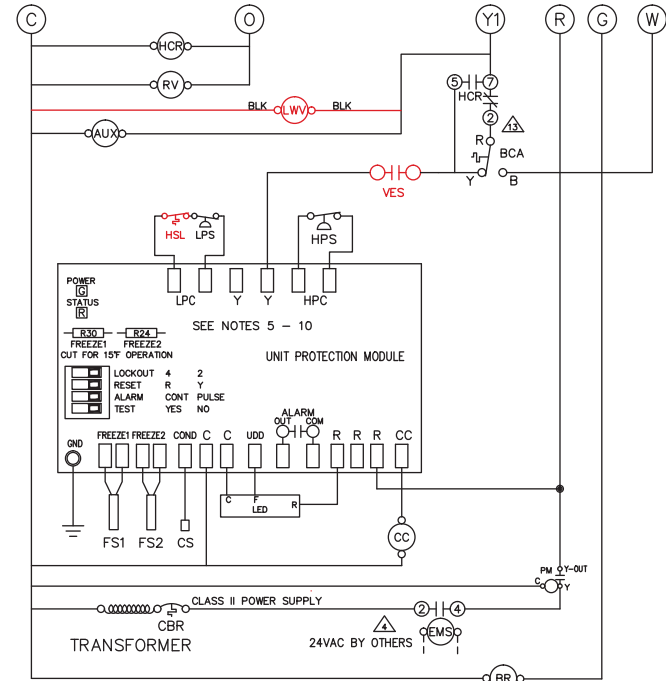 C O Y1 R G W
HCR
RV
BLK LWV BLK
AUX
5 7
HCR
2 13
R
BCA
Y B
VES
HSL LPS
HPS
LPC Y Y HPC
POWER
G
STATUS
R
SEE NOTES 5 - 10
R30 R24
FREEZE1 FREEZE2
CUT FOR 15°F OPERATION
UNIT PROTECTION MODULE
LOCKOUT 4 2
RESET R Y
ALARM CONT PULSE
TEST YES NO
ALARM
OUT COM
GND FREEZE1 FREEZE2 COND C C UDD R R R CC
C F R
LED
FS1 FS2 CS
CC
PM Y-OUT
C Y
CLASS II POWER SUPPLY
2 4
CBR
TRANSFORMER
4
24VAC BY OTHERS
EMS
BR